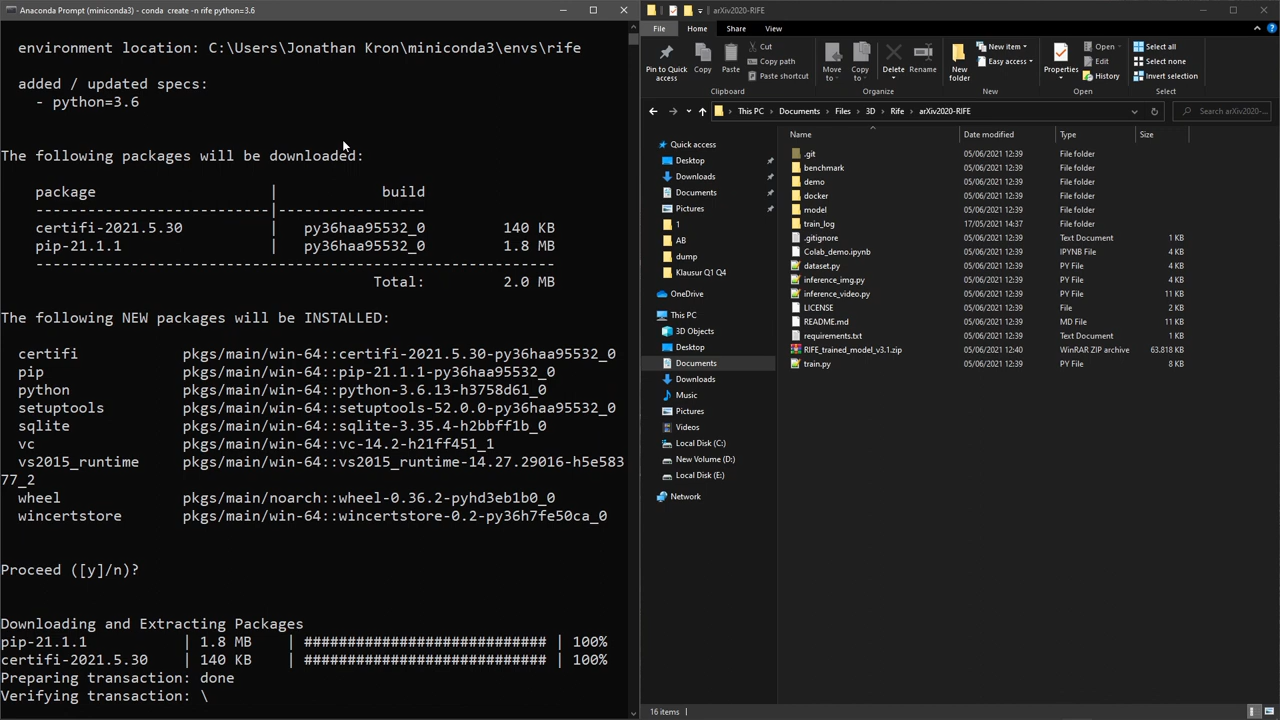 Anaconda Prompt (miniconda3) - conda create -n rife python=3.6
environment location: C:\Users\Jonathan Kron\miniconda3\envs\rife
added / updated specs:
- python=3.6
The following packages will be downloaded:
package | build
---------------------------|-----------------
certifi-2021.5.30 | py36haa95532_0 140 KB
pip-21.1.1 | py36haa95532_0 1.8 MB
------------------------------------------------------------
Total: 2.0 MB
The following NEW packages will be INSTALLED:
certifi pkgs/main/win-64::certifi-2021.5.30-py36haa95532_0
pip pkgs/main/win-64::pip-21.1.1-py36haa95532_0
python pkgs/main/win-64::python-3.6.13-h3758d61_0
setuptools pkgs/main/win-64::setuptools-52.0.0-py36haa95532_0
sqlite pkgs/main/win-64::sqlite-3.35.4-h2bbff1b_0
vc pkgs/main/win-64::vc-14.2-h21ff451_1
vs2015_runtime pkgs/main/win-64::vs2015_runtime-14.27.29016-h5e583
77_2
wheel pkgs/main/noarch::wheel-0.36.2-pyhd3eb1b0_0
wincertstore pkgs/main/win-64::wincertstore-0.2-py36h7fe50ca_0
Proceed ([y]/n)?
Downloading and Extracting Packages
pip-21.1.1 | 1.8 MB | ########################### | 100%
certifi-2021.5.30 | 140 KB | ########################### | 100%
Preparing transaction: done
Verifying transaction: \
arXiv2020-RIFE
File Home Share View
Pin to Quick access
Copy
Paste
Cut
Copy path
Paste shortcut
Clipboard
Move to
Copy to
Delete
Rename
Organize
New folder
New item
Easy access
New
Properties
Open
Edit
History
Open
Select all
Select none
Invert selection
Select
This PC > Documents > Files > 3D > Rife > arXiv2020-RIFE
Search arXiv2020-...
Quick access
Desktop
Downloads
Documents
Pictures
1
AB
dump
Klausur Q1 Q4
OneDrive
This PC
3D Objects
Desktop
Documents
Downloads
Music
Pictures
Videos
Local Disk (C:)
New Volume (D:)
Local Disk (E:)
Network
Name Date modified Type Size
.git 05/06/2021 12:39 File folder
benchmark 05/06/2021 12:39 File folder
demo 05/06/2021 12:39 File folder
docker 05/06/2021 12:39 File folder
model 05/06/2021 12:39 File folder
train_log 17/05/2021 14:37 File folder
.gitignore 05/06/2021 12:39 Text Document 1 KB
Colab_demo.ipynb 05/06/2021 12:39 IPYNB File 4 KB
dataset.py 05/06/2021 12:39 PY File 4 KB
inference_img.py 05/06/2021 12:39 PY File 4 KB
inference_video.py 05/06/2021 12:39 PY File 11 KB
LICENSE 05/06/2021 12:39 File 2 KB
README.md 05/06/2021 12:39 MD File 11 KB
requirements.txt 05/06/2021 12:39 Text Document 1 KB
RIFE_trained_model_v3.1.zip 05/06/2021 12:40 WinRAR ZIP archive 63.818 KB
train.py 05/06/2021 12:39 PY File 8 KB
16 items